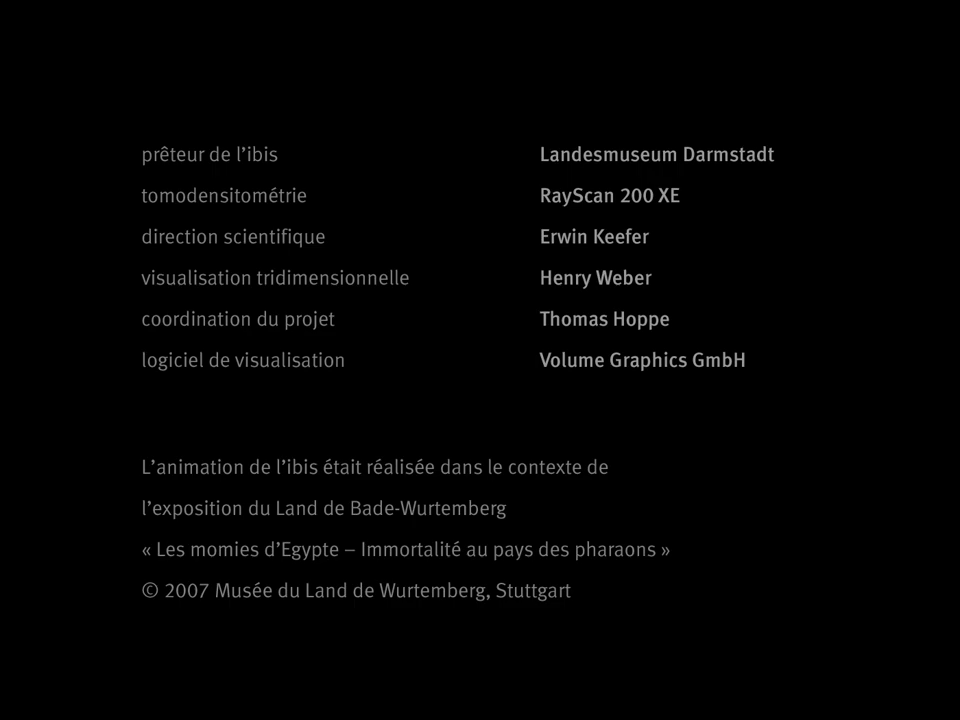 prêteur de l’ibis Landesmuseum Darmstadt
tomodensitométrie RayScan 200 XE
direction scientifique Erwin Keefer
visualisation tridimensionnelle Henry Weber
coordination du projet Thomas Hoppe
logiciel de visualisation Volume Graphics GmbH
L’animation de l’ibis était réalisée dans le contexte de
l’exposition du Land de Bade-Wurtemberg
« Les momies d’Egypte – Immortalité au pays des pharaons »
© 2007 Musée du Land de Wurtemberg, Stuttgart